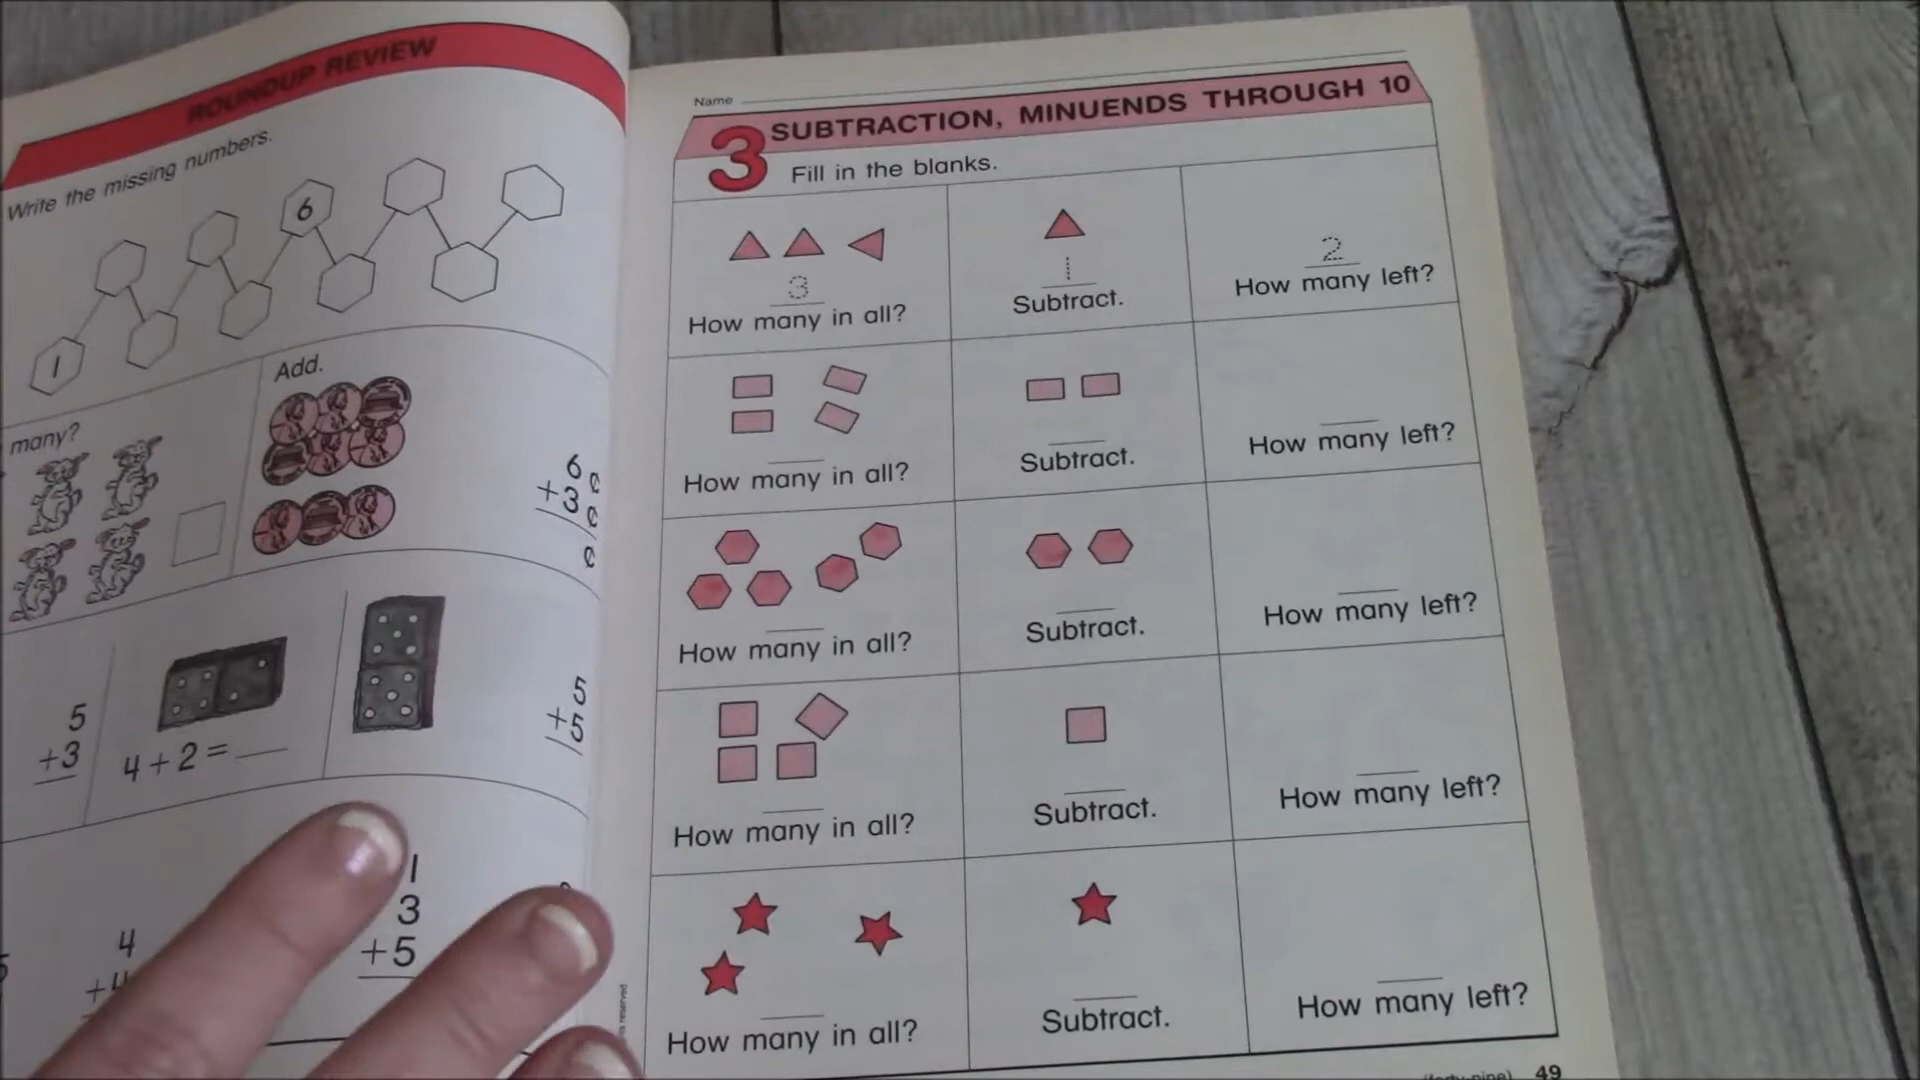 ROUNDUP REVIEW
Write the missing numbers.
6
1
many?
Add.
6
+3
5
+3
4 + 2 =
5
+5
1
3
+5
4
Name
3 SUBTRACTION, MINUENDS THROUGH 10
Fill in the blanks.
3
How many in all?
1
Subtract.
2
How many left?
How many in all?
Subtract.
How many left?
How many in all?
Subtract.
How many left?
How many in all?
Subtract.
How many left?
How many in all?
Subtract.
How many left?
reserved
(forty-nine) 49